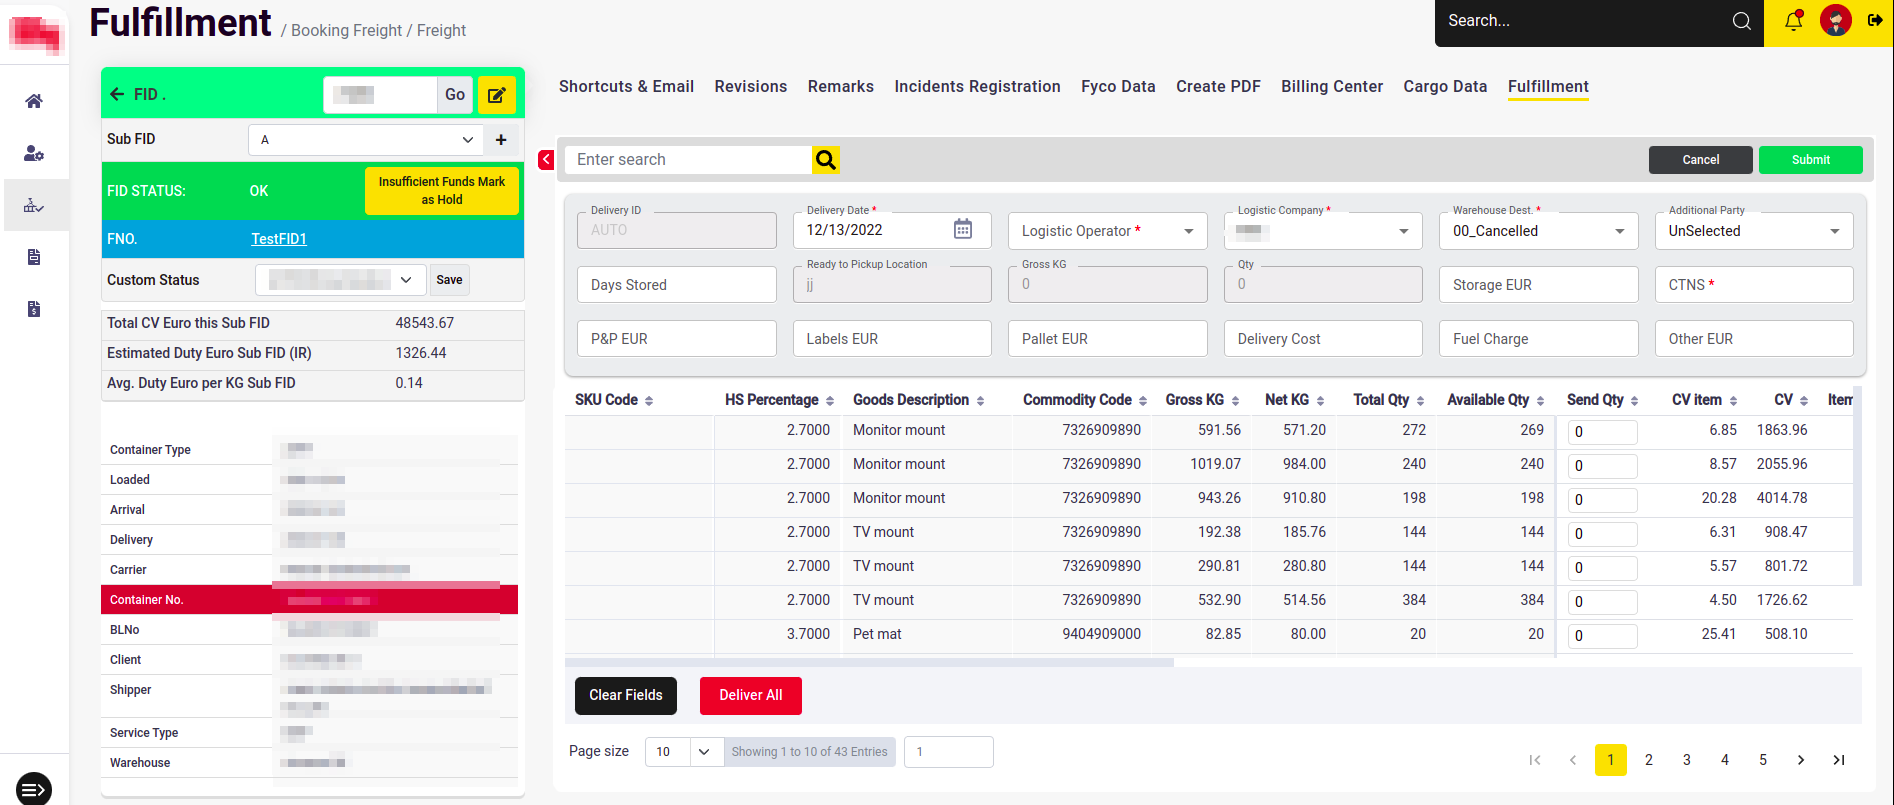 Fulfillment / Booking Freight / Freight
Search...
FID .
Go
Sub FID
A
+
FID STATUS:
OK
Insufficient Funds Mark
as Hold
FNO.
TestFID1
Custom Status
Save
Total CV Euro this Sub FID 48543.67
Estimated Duty Euro Sub FID (IR) 1326.44
Avg. Duty Euro per KG Sub FID 0.14
Container Type
Loaded
Arrival
Delivery
Carrier
Container No.
BLNo
Client
Shipper
Service Type
Warehouse
Shortcuts & Email Revisions Remarks Incidents Registration Fyco Data Create PDF Billing Center Cargo Data Fulfillment
Enter search
Cancel
Submit
Delivery ID
AUTO
Delivery Date *
12/13/2022
Logistic Operator *
Logistic Company *
Warehouse Dest. *
00_Cancelled
Additional Party
UnSelected
Days Stored
Ready to Pickup Location
jj
Gross KG
0
Qty
0
Storage EUR
CTNS *
P&P EUR
Labels EUR
Pallet EUR
Delivery Cost
Fuel Charge
Other EUR
SKU Code HS Percentage Goods Description Commodity Code Gross KG Net KG Total Qty Available Qty Send Qty CV item CV Item
2.7000 Monitor mount 7326909890 591.56 571.20 272 269 0 6.85 1863.96
2.7000 Monitor mount 7326909890 1019.07 984.00 240 240 0 8.57 2055.96
2.7000 Monitor mount 7326909890 943.26 910.80 198 198 0 20.28 4014.78
2.7000 TV mount 7326909890 192.38 185.76 144 144 0 6.31 908.47
2.7000 TV mount 7326909890 290.81 280.80 144 144 0 5.57 801.72
2.7000 TV mount 7326909890 532.90 514.56 384 384 0 4.50 1726.62
3.7000 Pet mat 9404909000 82.85 80.00 20 20 0 25.41 508.10
Clear Fields
Deliver All
Page size 10 Showing 1 to 10 of 43 Entries 1
1 2 3 4 5